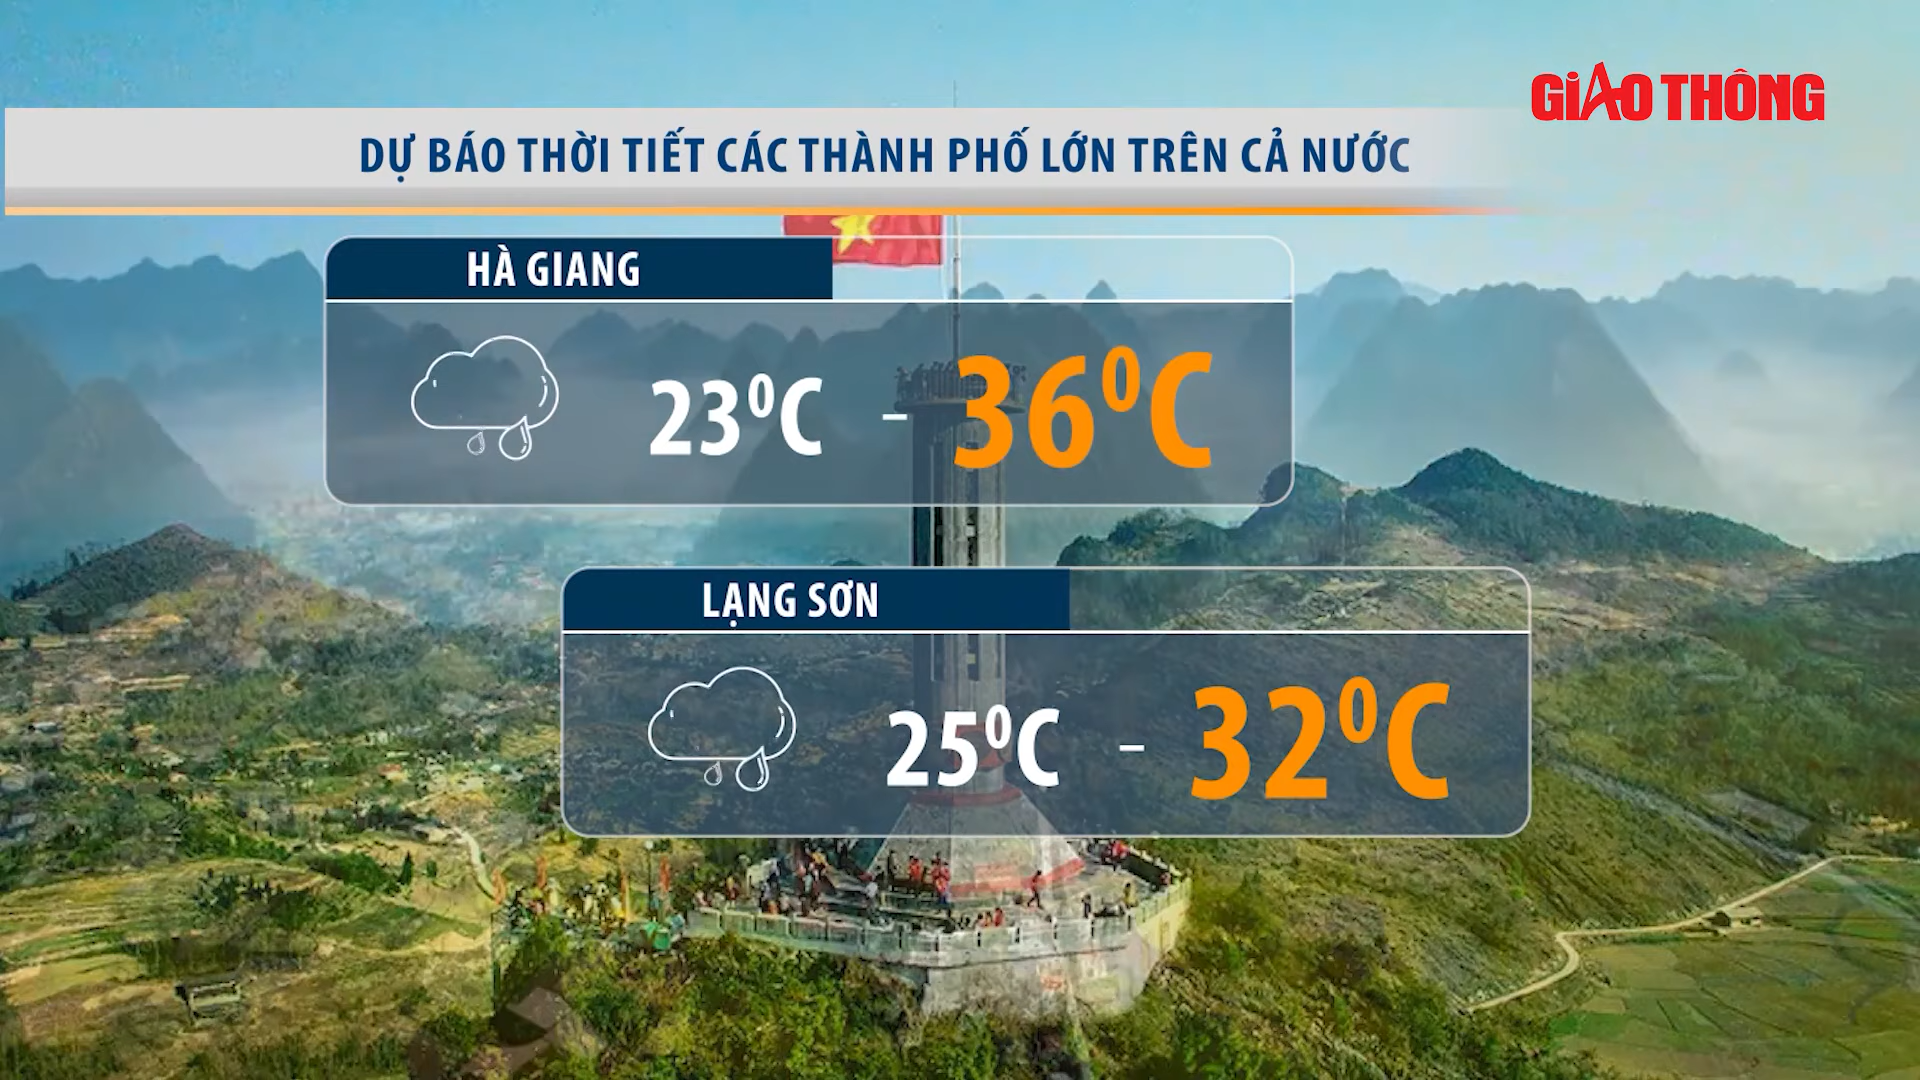 GIAO THÔNG
DỰ BÁO THỜI TIẾT CÁC THÀNH PHỐ LỚN TRÊN CẢ NƯỚC
HÀ GIANG
23⁰C - 36⁰C
LẠNG SƠN
25⁰C - 32⁰C